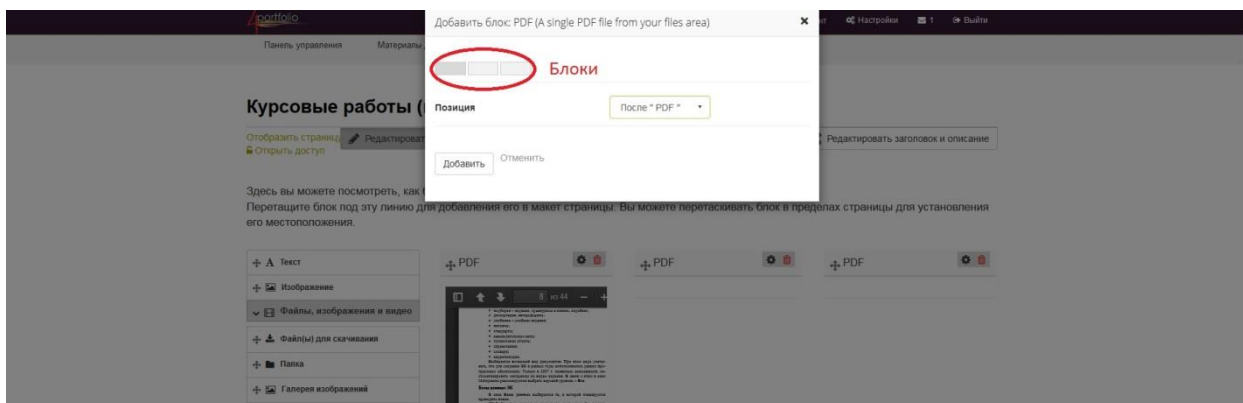 4portfolio
Добавить блок: PDF (A single PDF file from your files area) ×
Настройки 1 Выйти
Панель управления Материалы
Блоки
Позиция После " PDF "
Курсовые работы (
Отобразить страницу Редактироват
Редактировать заголовок и описание
Открыть доступ
Добавить Отменить
Здесь вы можете посмотреть, как
Перетащите блок под эту линию для добавления его в макет страницы. Вы можете перетаскивать блок в пределах страницы для установления
его местоположения.
A Текст
PDF PDF PDF
Изображение
Файлы, изображения и видео
8 из 44
Файл(ы) для скачивания
Папка
Галерея изображений